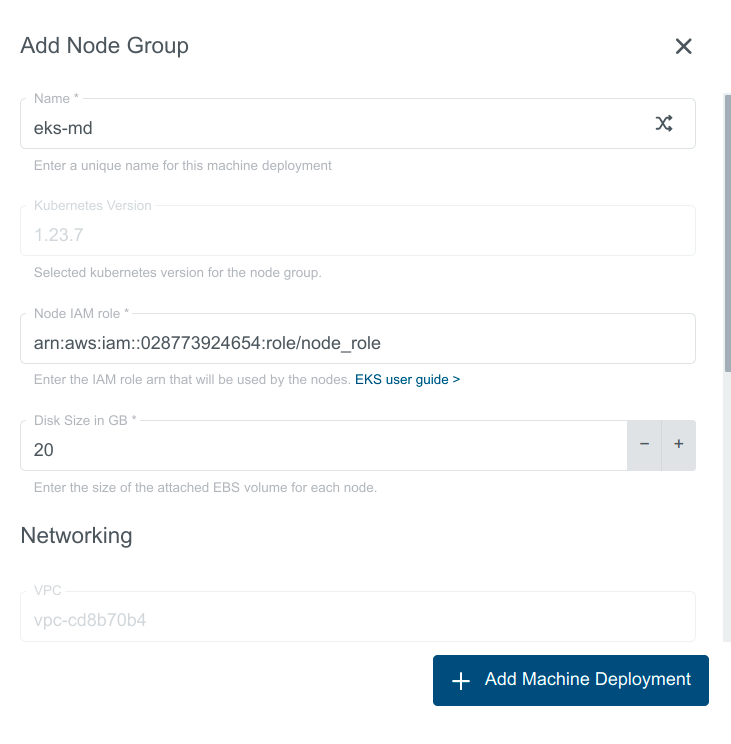 Add Node Group
Name *
eks-md
Enter a unique name for this machine deployment
Kubernetes Version
1.23.7
Selected kubernetes version for the node group.
Node IAM role *
arn:aws:iam::028773924654:role/node_role
Enter the IAM role arn that will be used by the nodes. EKS user guide >
Disk Size in GB *
20
Enter the size of the attached EBS volume for each node.
Networking
VPC
vpc-cd8b70b4
Add Machine Deployment